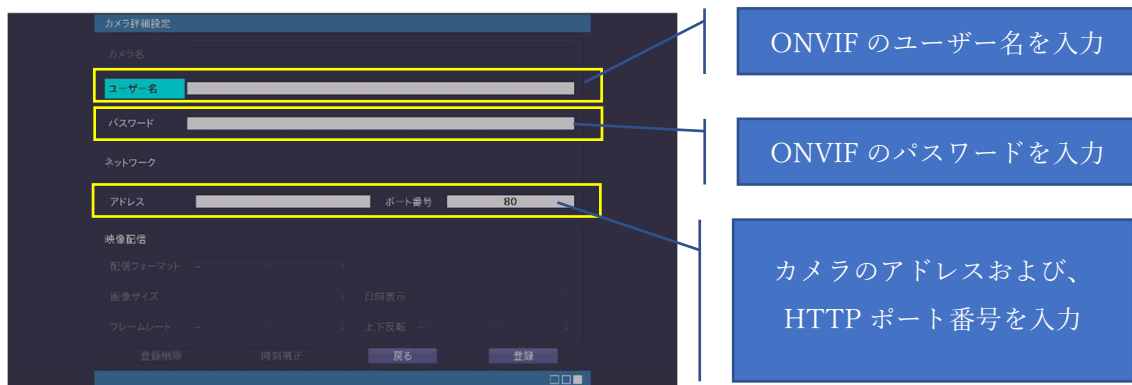 カメラ詳細設定
カメラ名
ユーザー名
パスワード
ネットワーク
アドレス ポート番号 80
映像配信
配信フォーマット --
画像サイズ -- 日時表示 --
フレームレート -- 上下反転 --
登録削除 時刻補正 戻る 登録
ONVIF のユーザー名を入力
ONVIF のパスワードを入力
カメラのアドレスおよび、
HTTP ポート番号を入力